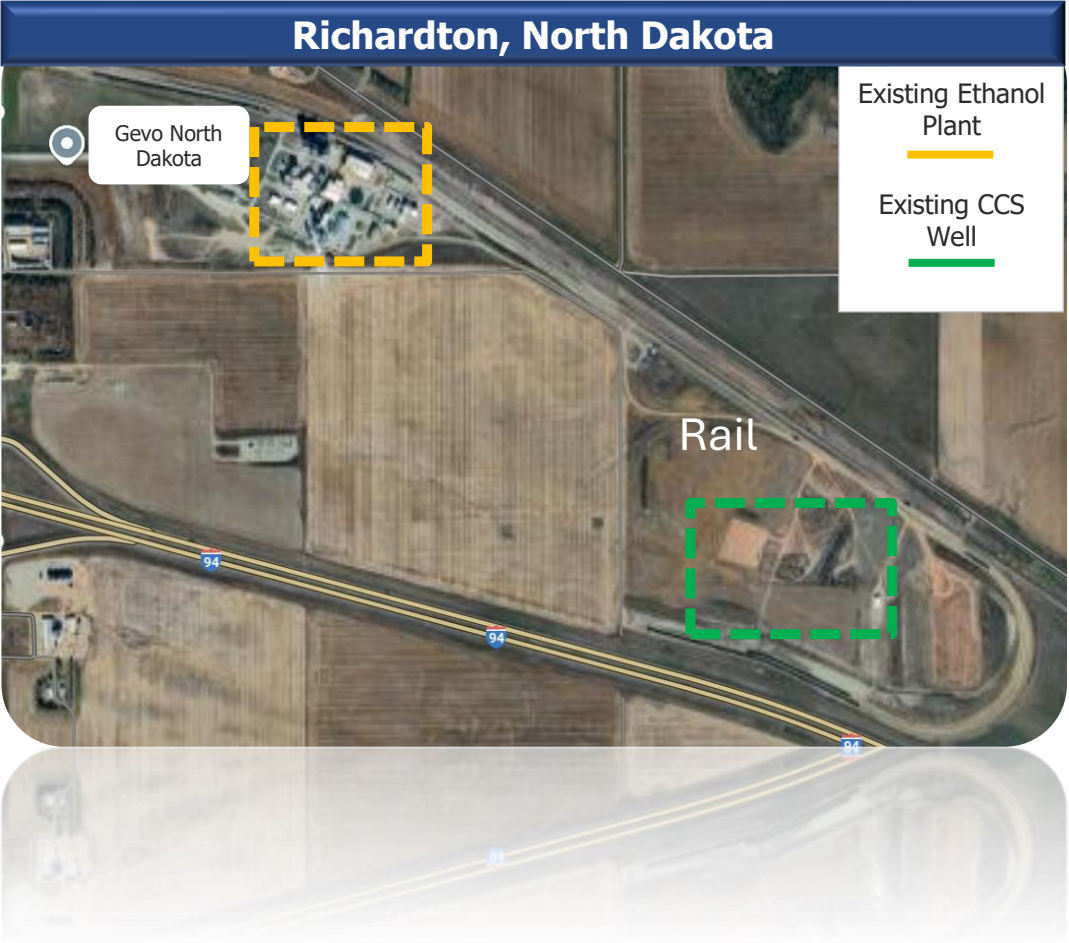 Richardton, North Dakota
Existing Ethanol
Plant
Gevo North
Dakota
Existing CCS
Well
Rail
94
94
94